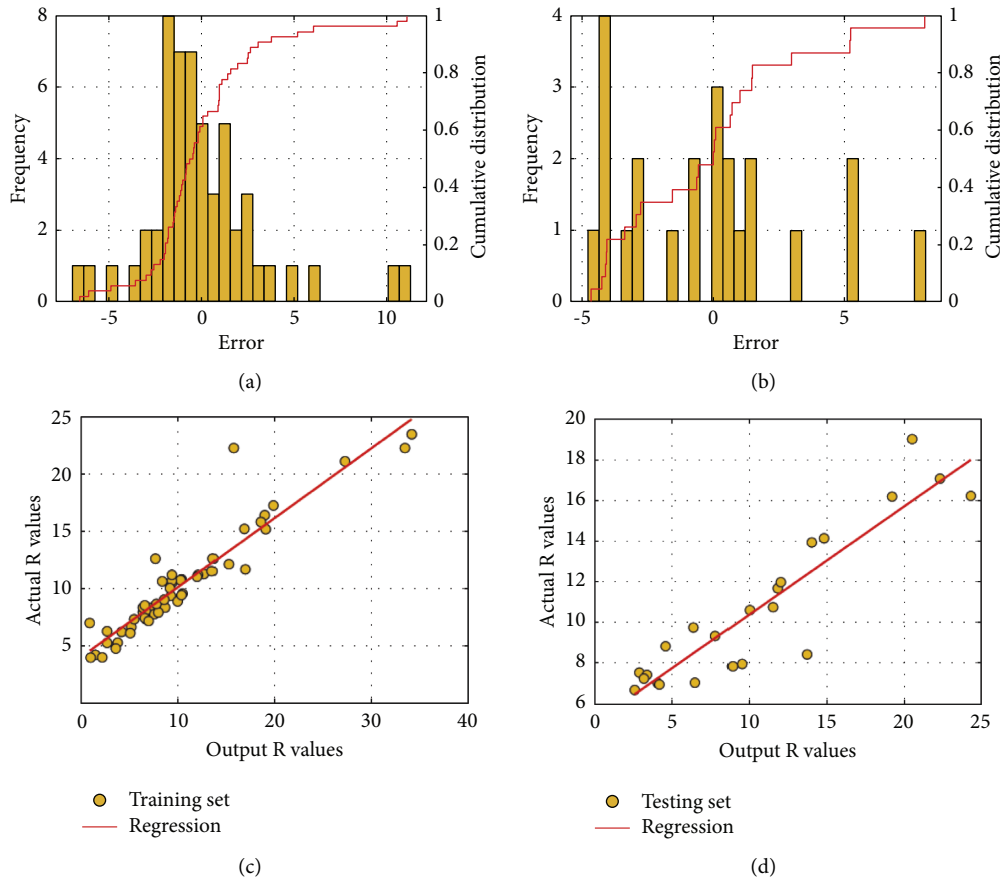 8
6
4
2
0
Frequency
1
0.8
0.6
0.4
0.2
0
Cumulative distribution
-5
0
5
10
Error
(a)
4
3
2
1
0
Frequency
1
0.8
0.6
0.4
0.2
0
Cumulative distribution
-5
0
5
Error
(b)
25
20
15
10
5
Actual R values
0
10
20
30
40
Output R values
Training set
Regression
(c)
20
18
16
14
12
10
8
6
Actual R values
0
5
10
15
20
25
Output R values
Testing set
Regression
(d)